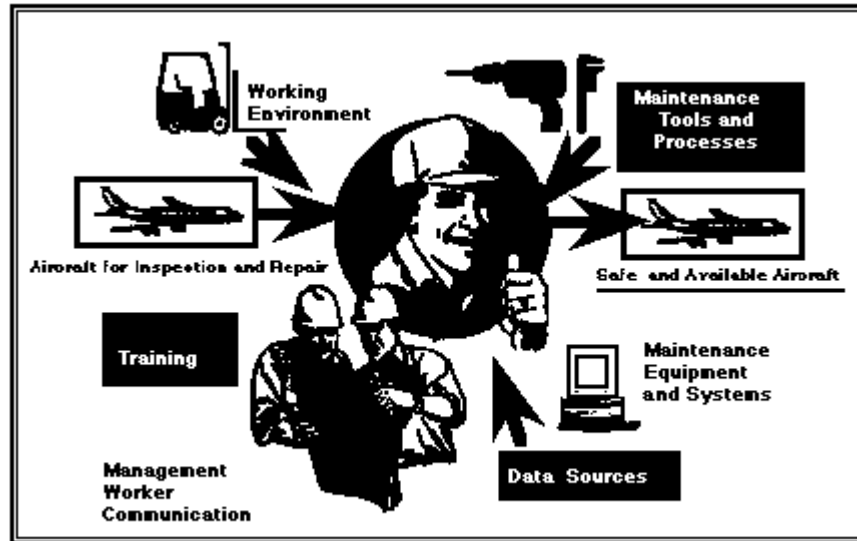 Working
Environment
Maintenance
Tools and
Processes
Aircraft for Inspection and Repair
Safe and Available Aircraft
Training
Maintenance
Equipment
and Systems
Management
Worker
Communication
Data Sources